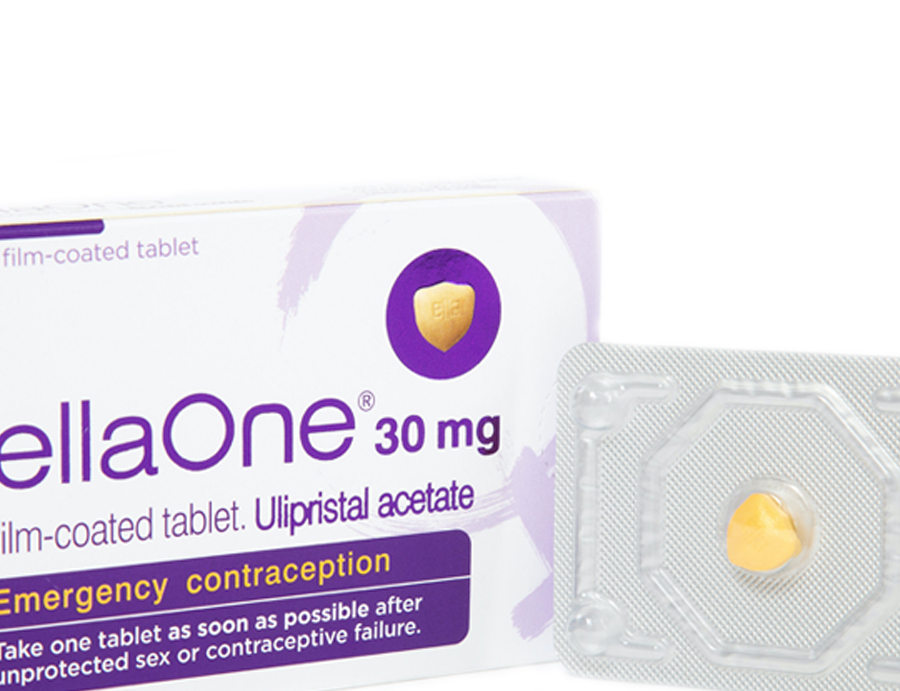 film-coated tablet
ellaOne® 30 mg
film-coated tablet. Ulipristal acetate
Emergency contraception
Take one tablet as soon as possible after
unprotected sex or contraceptive failure.